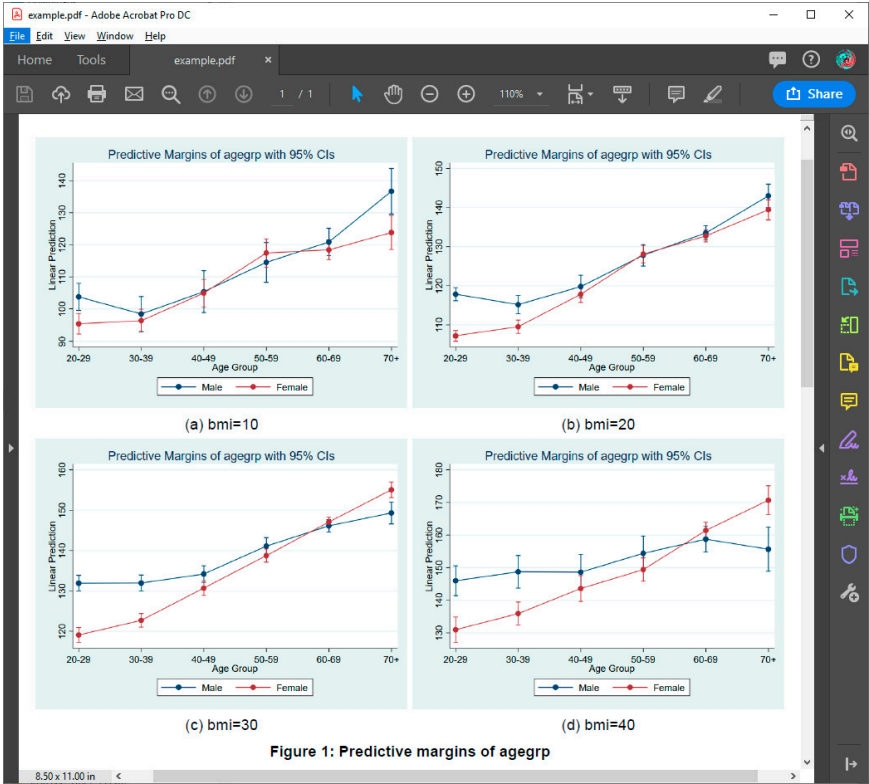 example.pdf - Adobe Acrobat Pro DC
File Edit View Window Help
Home Tools example.pdf ×
1 / 1 110% Share
Predictive Margins of agegrp with 95% CIs
Linear Prediction
140
130
120
110
100
90
20-29 30-39 40-49 50-59 60-69 70+
Age Group
Male Female
(a) bmi=10
Predictive Margins of agegrp with 95% CIs
Linear Prediction
150
140
130
120
110
20-29 30-39 40-49 50-59 60-69 70+
Age Group
Male Female
(b) bmi=20
Predictive Margins of agegrp with 95% CIs
Linear Prediction
160
150
140
130
120
20-29 30-39 40-49 50-59 60-69 70+
Age Group
Male Female
(c) bmi=30
Predictive Margins of agegrp with 95% CIs
Linear Prediction
180
170
160
150
140
130
20-29 30-39 40-49 50-59 60-69 70+
Age Group
Male Female
(d) bmi=40
Figure 1: Predictive margins of agegrp
8.50 x 11.00 in